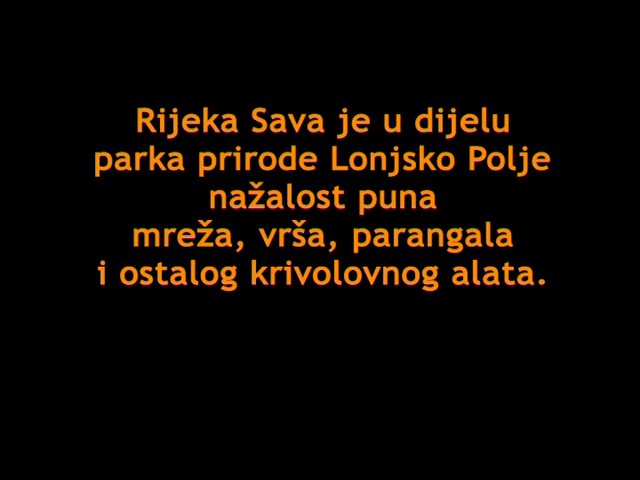 Rijeka Sava je u dijelu
parka prirode Lonjsko Polje
nažalost puna
mreža, vrša, parangala
i ostalog krivolovnog alata.